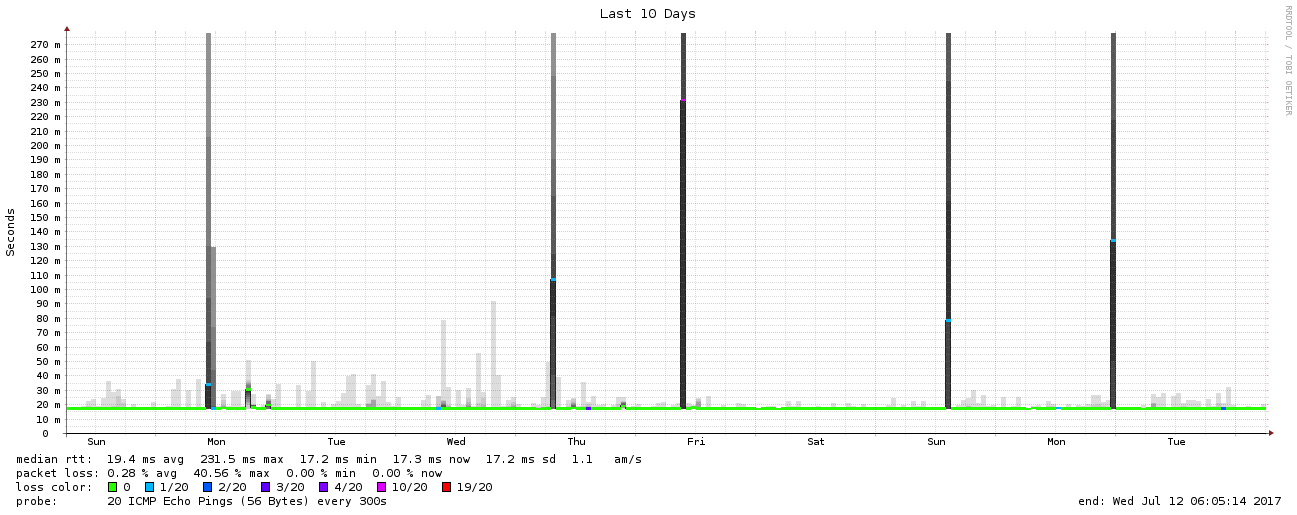 Last 10 Days
RRDTOOL / TOBI OETIKER
Seconds
270 m
260 m
250 m
240 m
230 m
220 m
210 m
200 m
190 m
180 m
170 m
160 m
150 m
140 m
130 m
120 m
110 m
100 m
90 m
80 m
70 m
60 m
50 m
40 m
30 m
20 m
10 m
0 m
Sun Mon Tue Wed Thu Fri Sat Sun Mon Tue
median rtt: 19.4 ms avg 231.5 ms max 17.2 ms min 17.3 ms now 17.2 ms sd 1.1 am/s
packet loss: 0.28 % avg 40.56 % max 0.00 % min 0.00 % now
loss color: 0 1/20 2/20 3/20 4/20 10/20 19/20
probe: 20 ICMP Echo Pings (56 Bytes) every 300s end: Wed Jul 12 06:05:14 2017